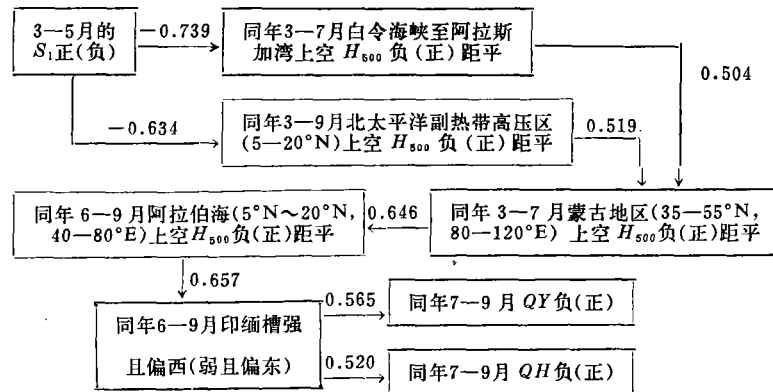 3—5月的
S₁正(负)
−0.739
同年3—7月白令海峡至阿拉斯
加湾上空 H₅₀₀ 负(正)距平
0.504
−0.634
同年3—9月北太平洋副热带高压区
(5—20°N)上空 H₅₀₀ 负(正)距平
0.519
同年 6—9月阿拉伯海(5°N～20°N,
40—80°E)上空H₅₀₀负(正)距平
0.646
同年 3—7月蒙古地区(35—55°N,
80—120°E) 上空 H₅₀₀负(正)距平
0.657
同年6—9月印缅槽强
且偏西(弱且偏东)
0.565
同年7—9月 QY 负(正)
0.520
同年7—9月 QH负(正)